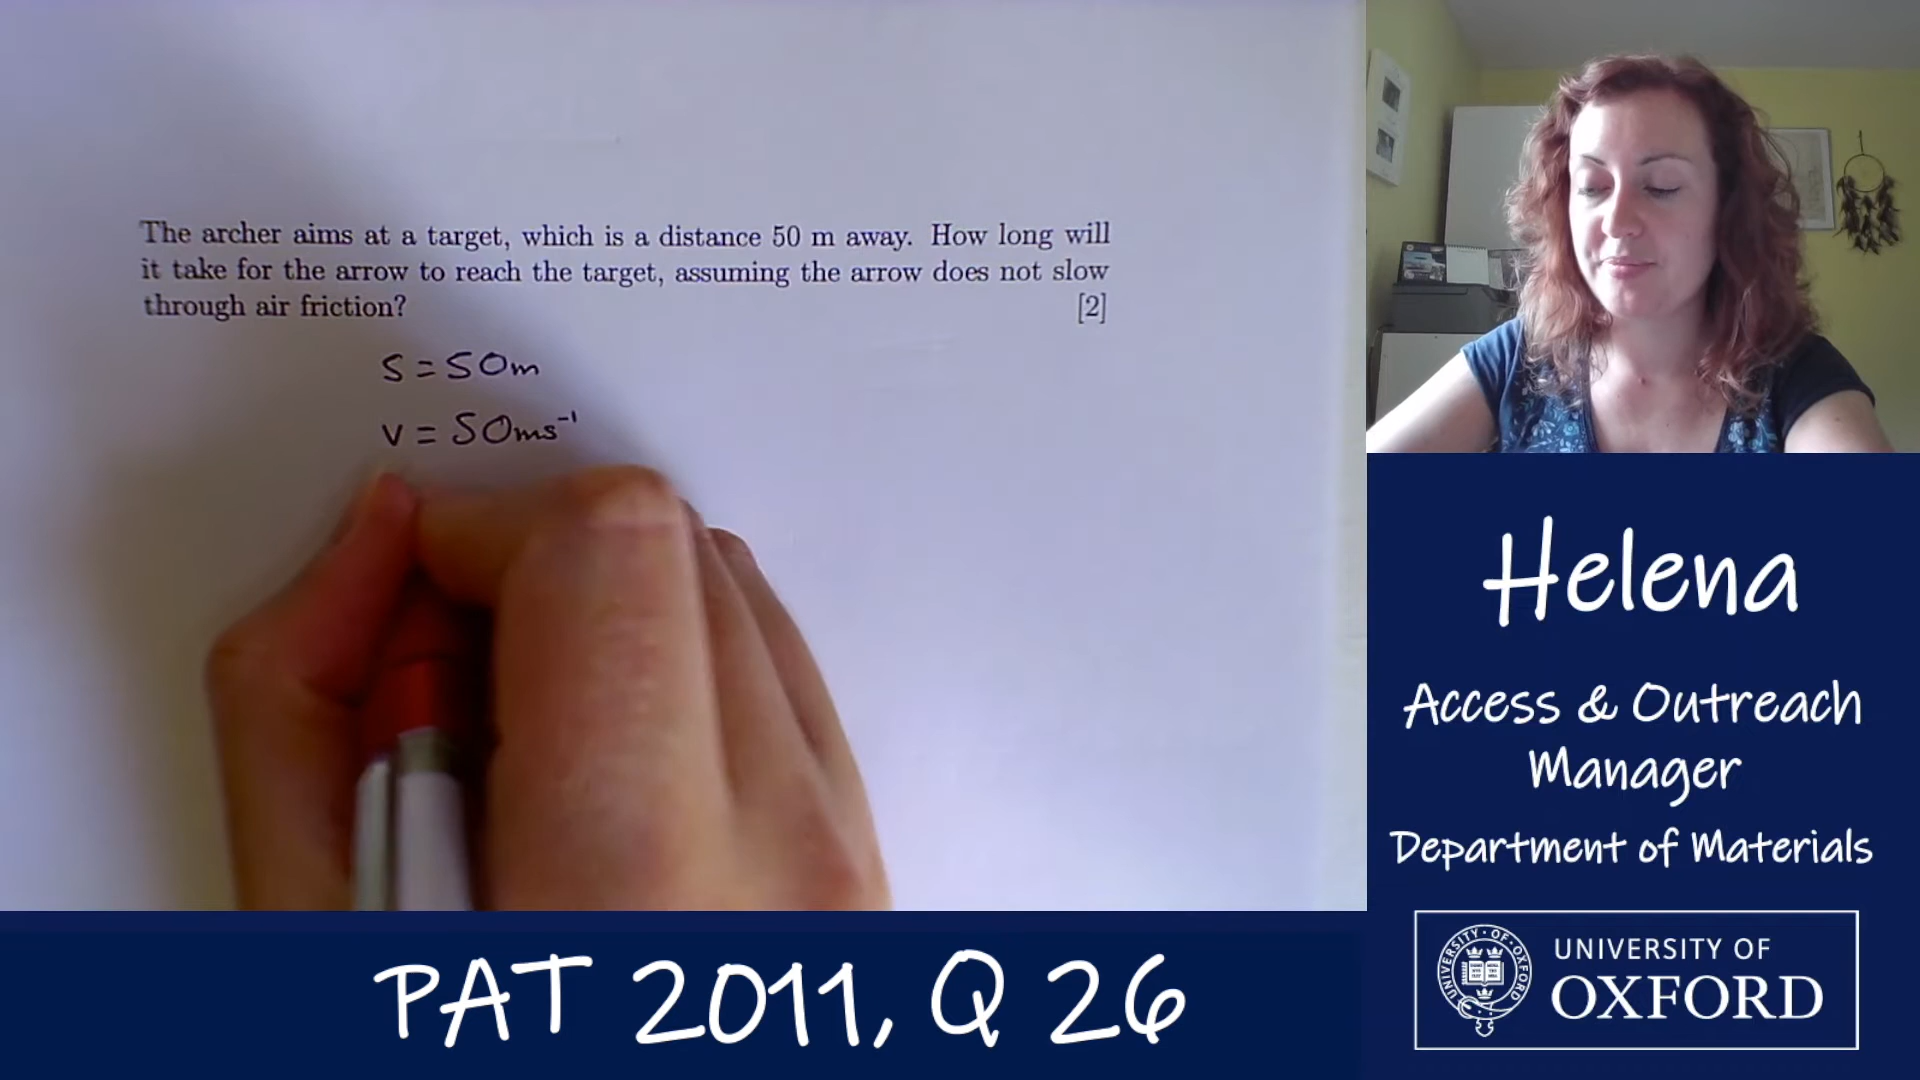 The archer aims at a target, which is a distance 50 m away. How long will
it take for the arrow to reach the target, assuming the arrow does not slow
through air friction? [2]
s = 50m
v = 50ms⁻¹
Helena
Access & Outreach
Manager
Department of Materials
UNIVERSITY OF
OXFORD
PAT 2011, Q 26